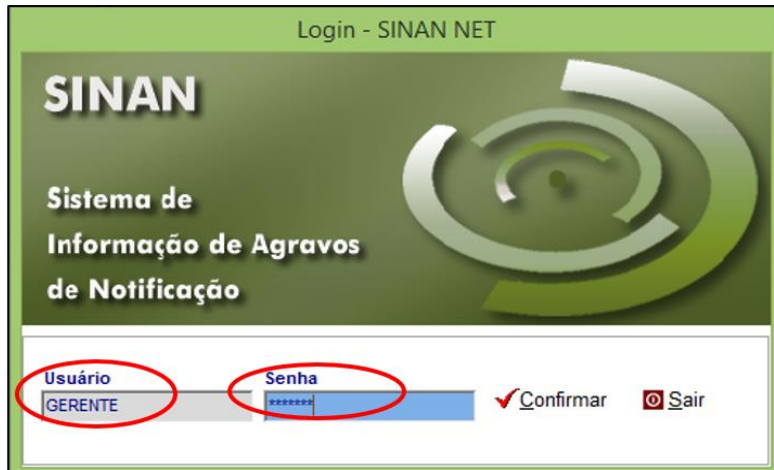 Login - SINAN NET
SINAN
Sistema de
Informação de Agravos
de Notificação
Usuário
Senha
GERENTE
*******
Confirmar
Sair